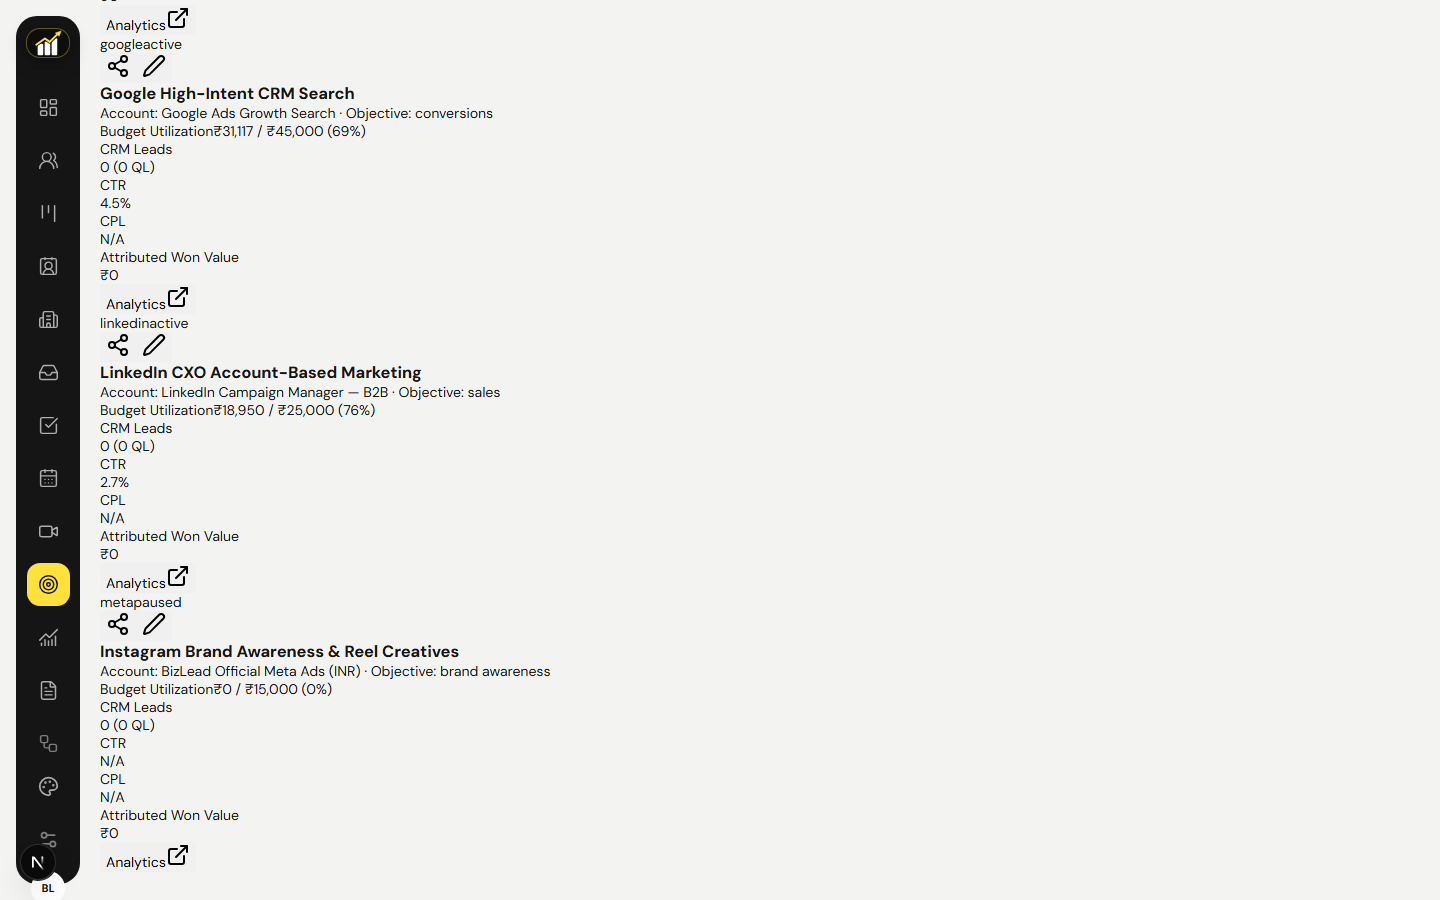 Analytics
googleactive
Google High-Intent CRM Search
Account: Google Ads Growth Search · Objective: conversions
Budget Utilization₹31,117 / ₹45,000 (69%)
CRM Leads
0 (0 QL)
CTR
4.5%
CPL
N/A
Attributed Won Value
₹0
Analytics
linkedinactive
LinkedIn CXO Account-Based Marketing
Account: LinkedIn Campaign Manager — B2B · Objective: sales
Budget Utilization₹18,950 / ₹25,000 (76%)
CRM Leads
0 (0 QL)
CTR
2.7%
CPL
N/A
Attributed Won Value
₹0
Analytics
metapaused
Instagram Brand Awareness & Reel Creatives
Account: BizLead Official Meta Ads (INR) · Objective: brand awareness
Budget Utilization₹0 / ₹15,000 (0%)
CRM Leads
0 (0 QL)
CTR
N/A
CPL
N/A
Attributed Won Value
₹0
Analytics
N
BL